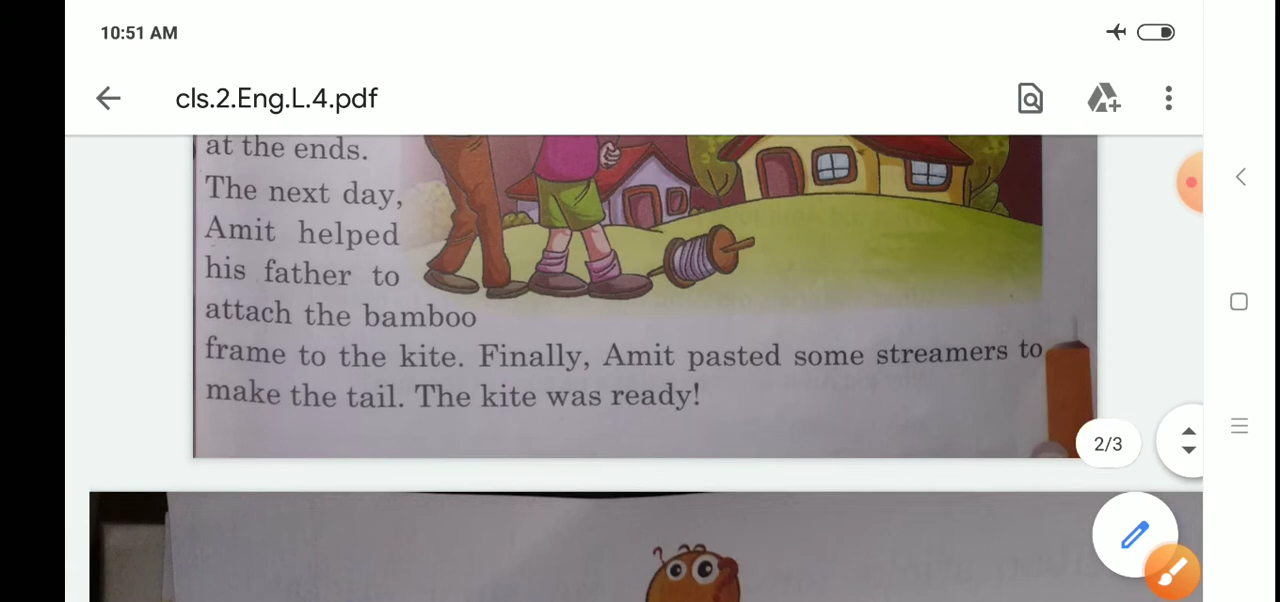 10:51 AM
cls.2.Eng.L.4.pdf
at the ends.
The next day,
Amit helped
his father to
attach the bamboo
frame to the kite. Finally, Amit pasted some streamers to
make the tail. The kite was ready!
2/3